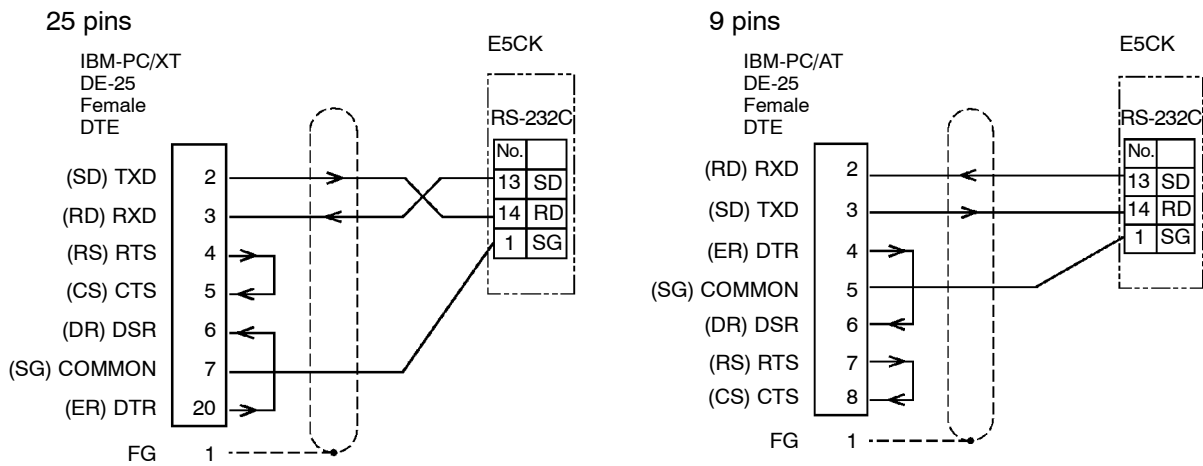 25 pins
IBM-PC/XT
DE-25
Female
DTE
E5CK
RS-232C
No.
13 SD
14 RD
1 SG
(SD) TXD 2
(RD) RXD 3
(RS) RTS 4
(CS) CTS 5
(DR) DSR 6
(SG) COMMON 7
(ER) DTR 20
FG 1
9 pins
IBM-PC/AT
DE-25
Female
DTE
E5CK
RS-232C
No.
13 SD
14 RD
1 SG
(RD) RXD 2
(SD) TXD 3
(ER) DTR 4
(SG) COMMON 5
(DR) DSR 6
(RS) RTS 7
(CS) CTS 8
FG 1